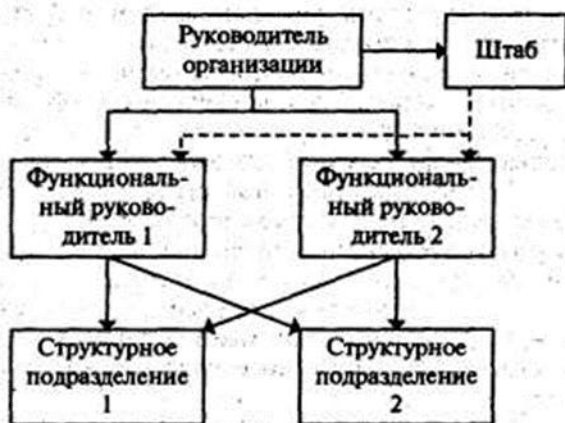 Руководитель
организации
Штаб
Функциональ-
ный руково-
дитель 1
Функциональ-
ный руково-
дитель 2
Структурное
подразделение
1
Структурное
подразделение
2